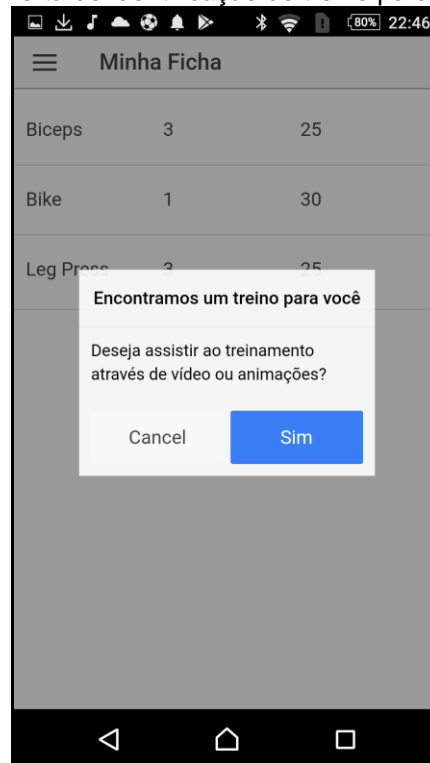 80% 22:46
Minha Ficha
Biceps 3 25
Bike 1 30
Leg Press 3 25
Encontramos um treino para você
Deseja assistir ao treinamento
através de vídeo ou animações?
Cancel Sim